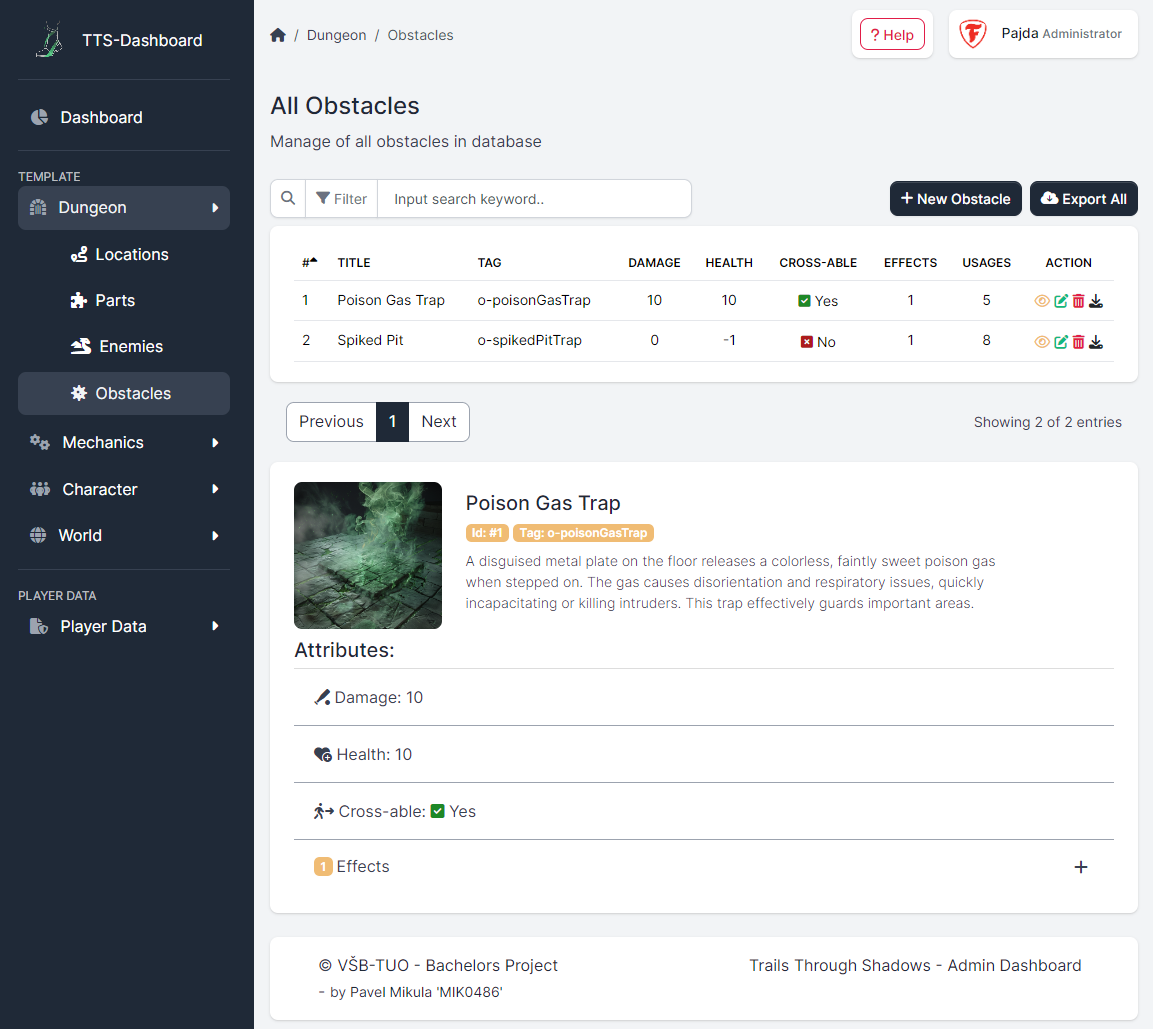 TTS-Dashboard
Dashboard
TEMPLATE
Dungeon
Locations
Parts
Enemies
Obstacles
Mechanics
Character
World
PLAYER DATA
Player Data
/ Dungeon / Obstacles
? Help
Pajda Administrator
All Obstacles
Manage of all obstacles in database
Filter Input search keyword..
+ New Obstacle
Export All
# TITLE TAG DAMAGE HEALTH CROSS-ABLE EFFECTS USAGES ACTION
1 Poison Gas Trap o-poisonGasTrap 10 10 Yes 1 5
2 Spiked Pit o-spikedPitTrap 0 -1 No 1 8
Previous 1 Next
Showing 2 of 2 entries
Poison Gas Trap
Id: #1 Tag: o-poisonGasTrap
A disguised metal plate on the floor releases a colorless, faintly sweet poison gas
when stepped on. The gas causes disorientation and respiratory issues, quickly
incapacitating or killing intruders. This trap effectively guards important areas.
Attributes:
Damage: 10
Health: 10
Cross-able: Yes
1 Effects +
© VŠB-TUO - Bachelors Project
- by Pavel Mikula 'MIK0486'
Trails Through Shadows - Admin Dashboard